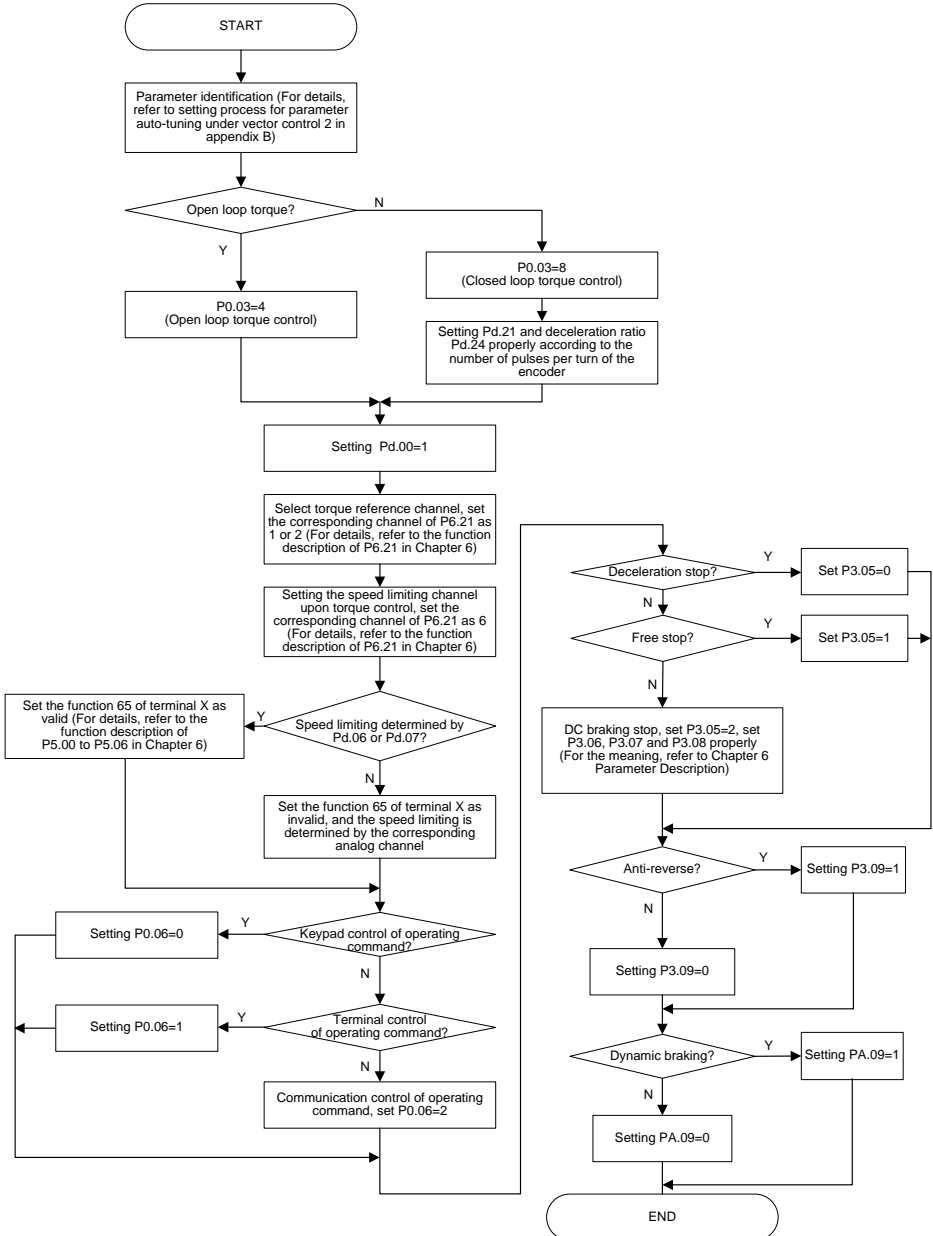 START
Parameter identification (For details,
refer to setting process for parameter
auto-tuning under vector control 2 in
appendix B)
Open loop torque?
N
Y
P0.03=8
(Closed loop torque control)
P0.03=4
(Open loop torque control)
Setting Pd.21 and deceleration ratio
Pd.24 properly according to the
number of pulses per turn of the
encoder
Setting Pd.00=1
Select torque reference channel, set
the corresponding channel of P6.21 as
1 or 2 (For details, refer to the function
description of P6.21 in Chapter 6)
Setting the speed limiting channel
upon torque control, set the
corresponding channel of P6.21 as 6
(For details, refer to the function
description of P6.21 in Chapter 6)
Speed limiting determined by
Pd.06 or Pd.07?
Y
Set the function 65 of terminal X as
valid (For details, refer to the
function description of
P5.00 to P5.06 in Chapter 6)
N
Set the function 65 of terminal X as
invalid, and the speed limiting is
determined by the corresponding
analog channel
Keypad control of operating
command?
Y
Setting P0.06=0
N
Terminal control
of operating command?
Y
Setting P0.06=1
N
Communication control of operating
command, set P0.06=2
Deceleration stop?
Y
Set P3.05=0
N
Free stop?
Y
Set P3.05=1
N
DC braking stop, set P3.05=2, set
P3.06, P3.07 and P3.08 properly
(For the meaning, refer to Chapter 6
Parameter Description)
Anti-reverse?
Y
Setting P3.09=1
N
Setting P3.09=0
Dynamic braking?
Y
Setting PA.09=1
N
Setting PA.09=0
END